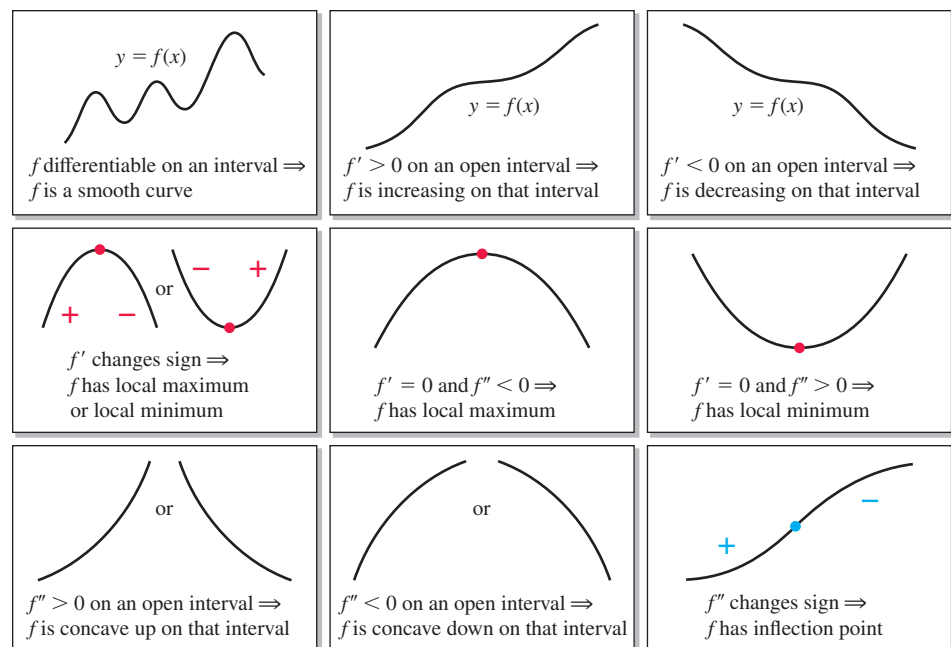 y = f(x)
f differentiable on an interval ⇒
f is a smooth curve
y = f(x)
f′ > 0 on an open interval ⇒
f is increasing on that interval
y = f(x)
f′ < 0 on an open interval ⇒
f is decreasing on that interval
+ − or − +
f′ changes sign ⇒
f has local maximum
or local minimum
f′ = 0 and f″ < 0 ⇒
f has local maximum
f′ = 0 and f″ > 0 ⇒
f has local minimum
or
f″ > 0 on an open interval ⇒
f is concave up on that interval
or
f″ < 0 on an open interval ⇒
f is concave down on that interval
+ −
f″ changes sign ⇒
f has inflection point